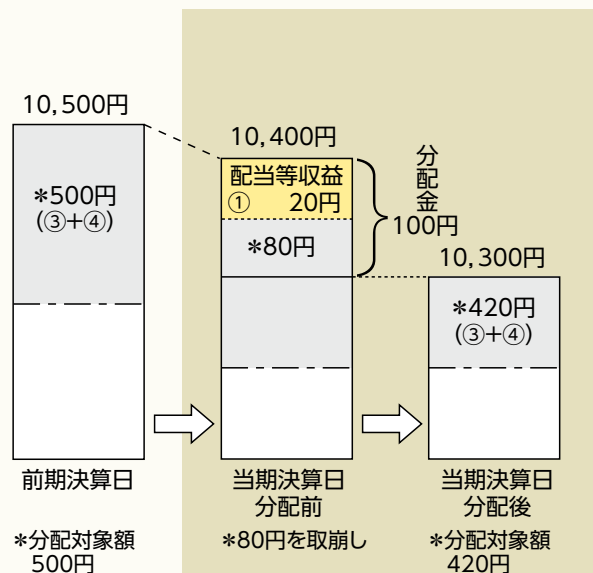 10,500円
*500円
(③+④)
前期決算日
*分配対象額
500円
10,400円
配当等収益
① 20円
*80円
分配金
100円
当期決算日
分配前
*80円を取崩し
10,300円
*420円
(③+④)
当期決算日
分配後
*分配対象額
420円